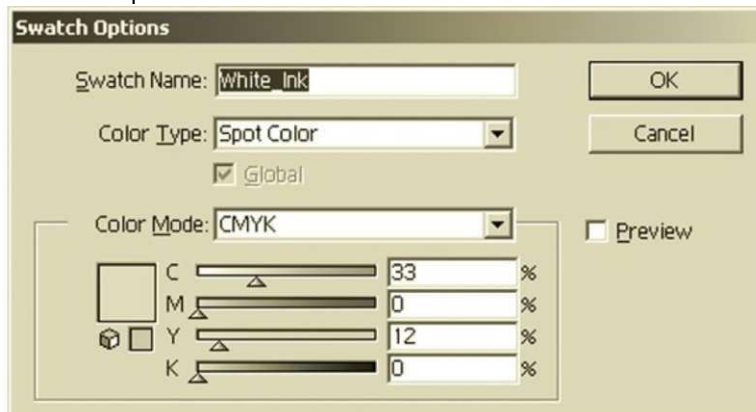 Swatch Options
Swatch Name: White_Ink OK
Color Type: Spot Color Cancel
Global
Color Mode: CMYK Preview
C 33 %
M 0 %
Y 12 %
K 0 %